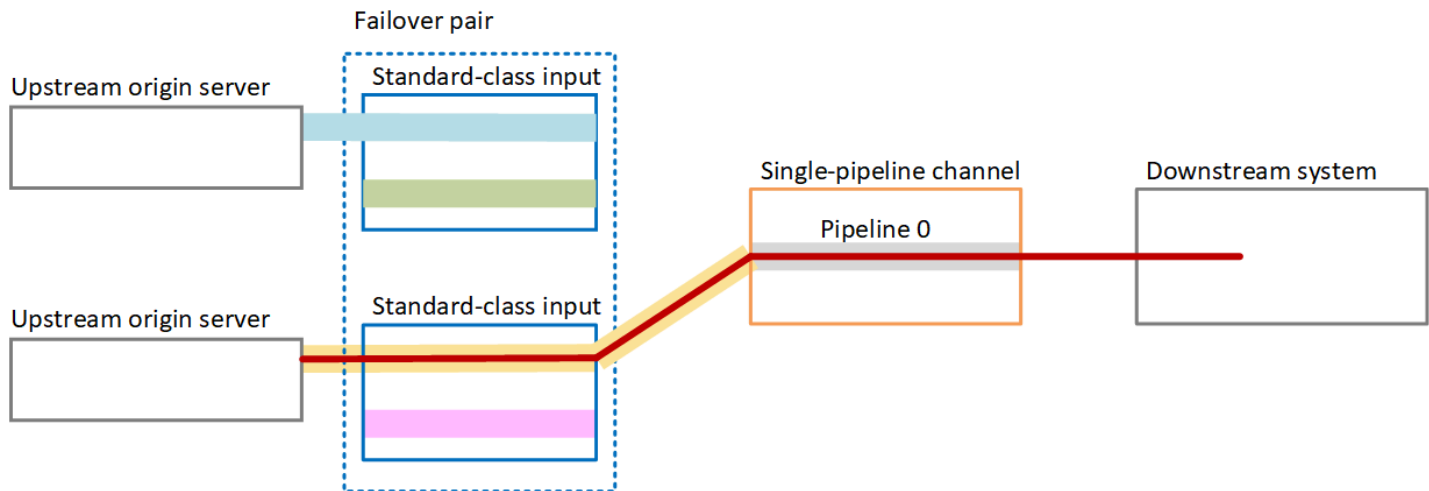 Failover pair
Upstream origin server
Standard-class input
Single-pipeline channel
Pipeline 0
Downstream system
Upstream origin server
Standard-class input